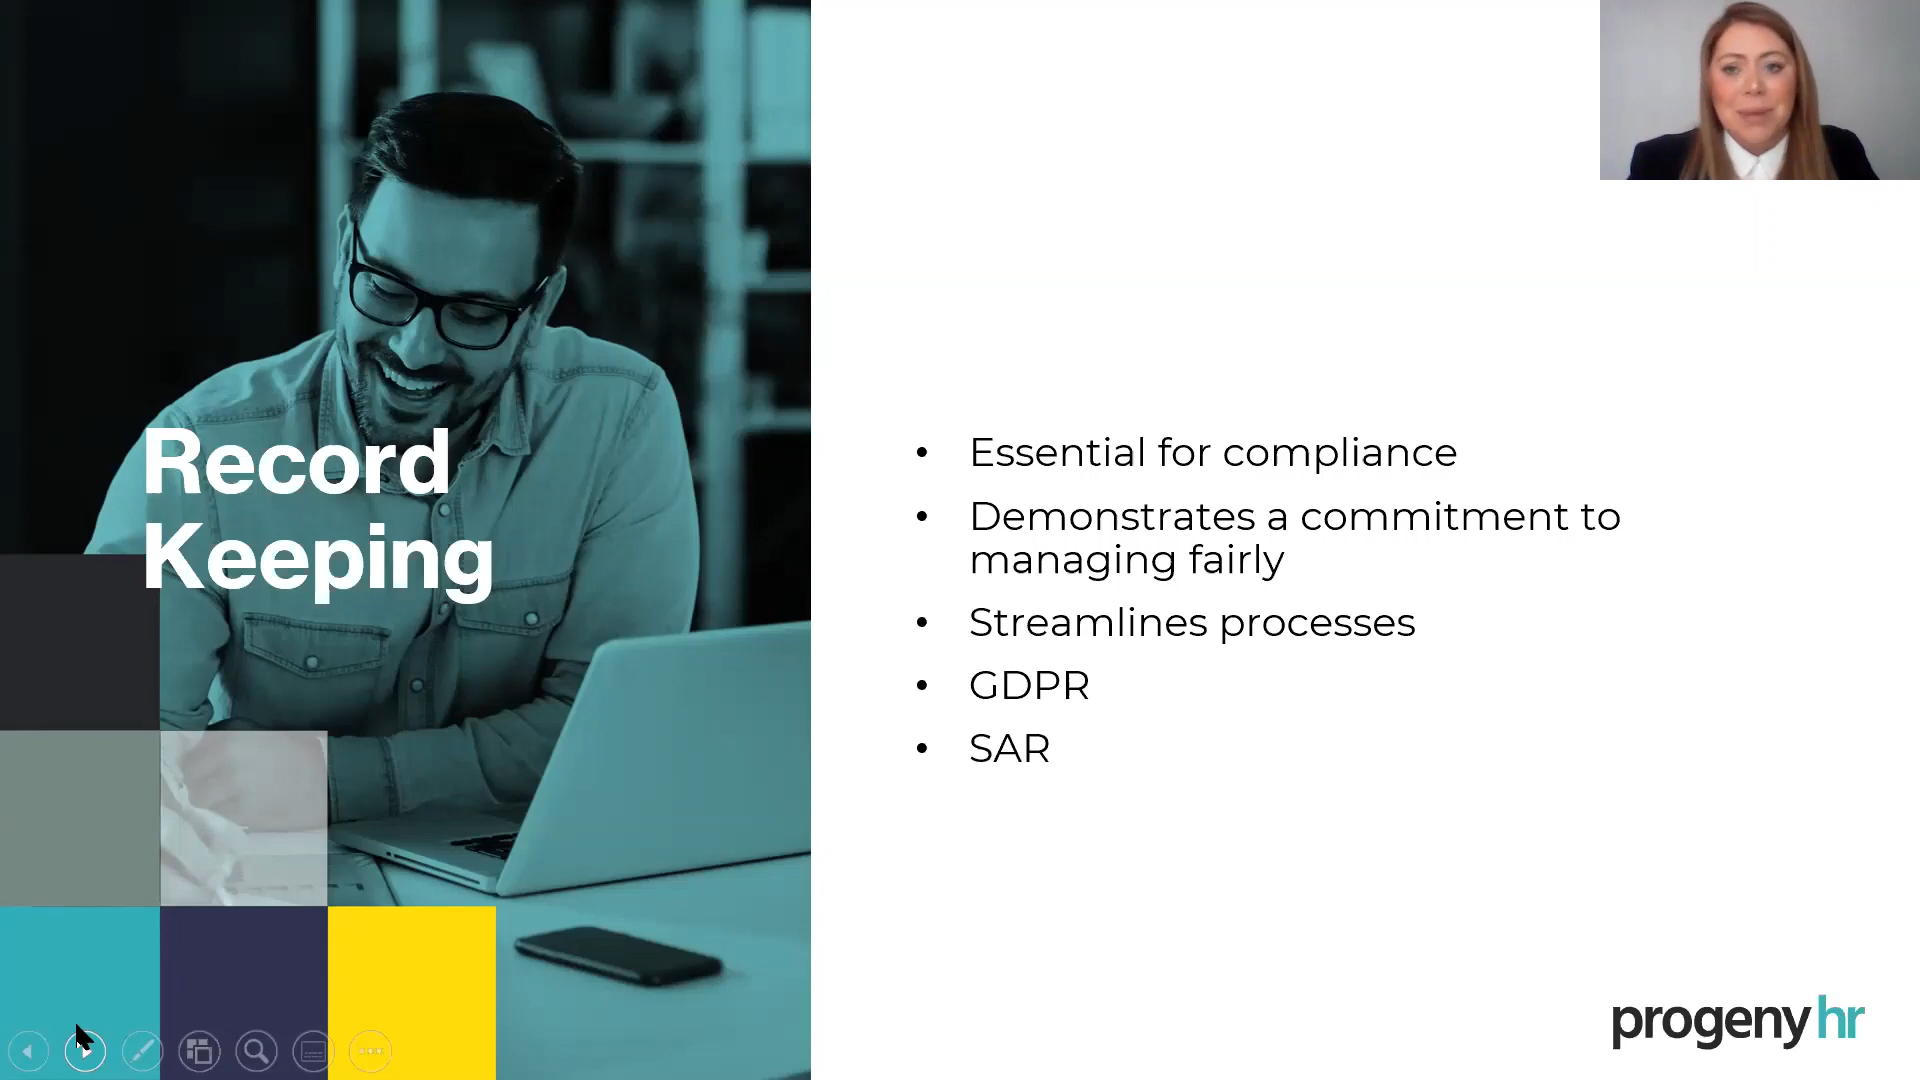 Record
Keeping
• Essential for compliance
• Demonstrates a commitment to
managing fairly
• Streamlines processes
• GDPR
• SAR
progeny hr